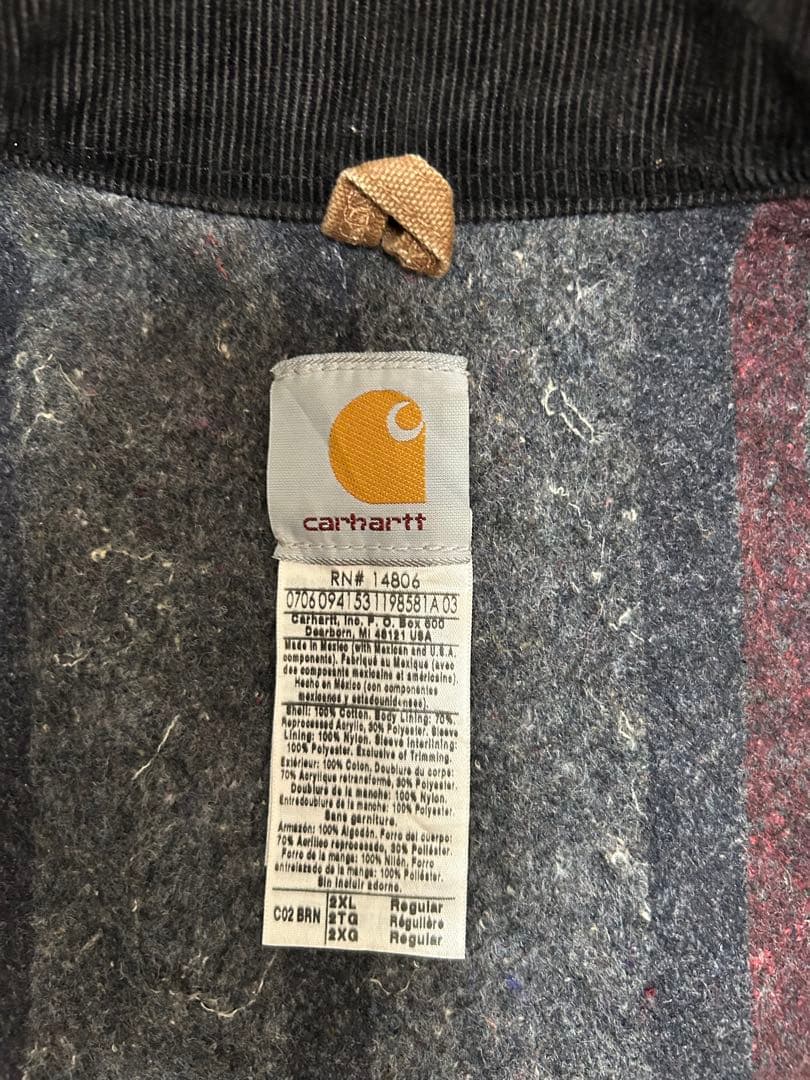 carhartt
RN# 14806
0706094153119858​1A 03
Carhartt, Inc. P. O. Box 600
Dearborn, MI 48121 USA
Made in Mexico (with Mexican and U.S.A.
components). Fabriqué au Mexique (avec
des composants mexicains et américains).
Hecho en México (con componentes
mexicanos y estadounidenses).
Shell: 100% Cotton. Body Lining: 70%
Reprocessed Acrylic, 30% Polyester. Sleeve
Lining: 100% Nylon. Sleeve Interlining:
100% Polyester. Exclusive of Trimming.
Extérieur: 100% Coton. Doublure du corps:
70% Acrylique retransformé, 30% Polyester.
Doublure de la manche: 100% Nylon.
Entredoublure de la manche: 100% Polyester.
Sans garniture.
Armazón: 100% Algodón. Forro del cuerpo:
70% Acrílico reprocesado, 30% Poliéster.
Forro de la manga: 100% Nilón. Forro
entrelazado de la manga: 100% Poliéster.
Sin incluir adorno.
C02 BRN
2XL Regular
2TG Régulière
2XG Regular